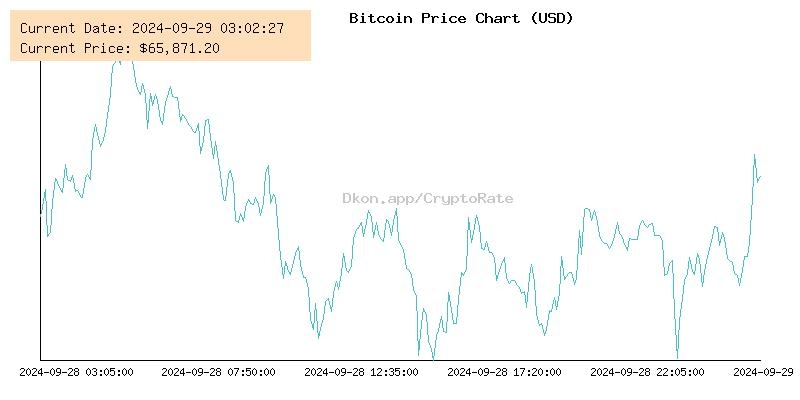 Bitcoin Price Chart (USD)
Current Date: 2024-09-29 03:02:27
Current Price: $65,871.20
Dkon.app/CryptoRate
2024-09-28 03:05:00 2024-09-28 07:50:00 2024-09-28 12:35:00 2024-09-28 17:20:00 2024-09-28 22:05:00 2024-09-29